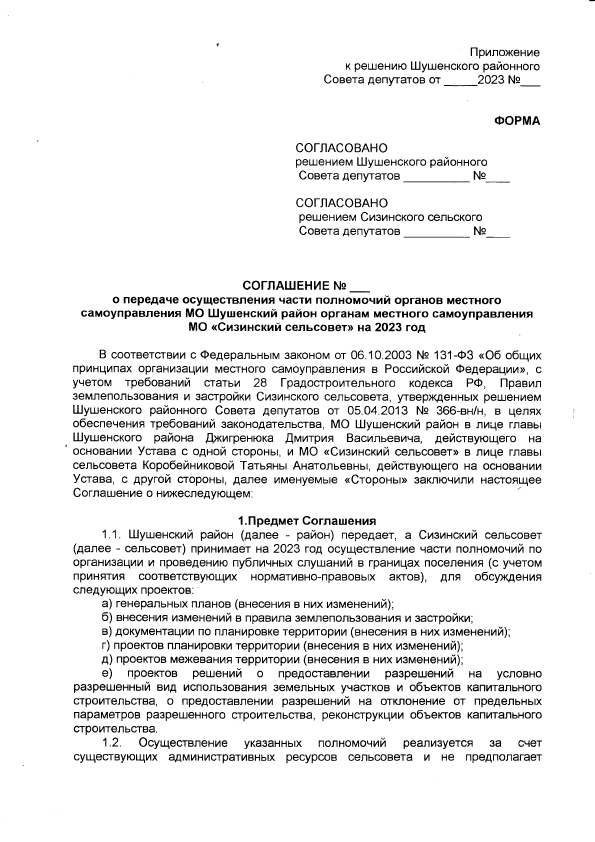 Приложение
к решению Шушенского районного
Совета депутатов от _____2023 №___
ФОРМА
СОГЛАСОВАНО
решением Шушенского районного
Совета депутатов __________ №____
СОГЛАСОВАНО
решением Сизинского сельского
Совета депутатов __________ №____
СОГЛАШЕНИЕ № ___
о передаче осуществления части полномочий органов местного
самоуправления МО Шушенский район органам местного самоуправления
МО «Сизинский сельсовет» на 2023 год
В соответствии с Федеральным законом от 06.10.2003 № 131-ФЗ «Об общих
принципах организации местного самоуправления в Российской Федерации», с
учетом требований статьи 28 Градостроительного кодекса РФ, Правил
землепользования и застройки Сизинского сельсовета, утвержденных решением
Шушенского районного Совета депутатов от 05.04.2013 № 366-вн/н, в целях
обеспечения требований законодательства, МО Шушенский район в лице главы
Шушенского района Джигренюка Дмитрия Васильевича, действующего на
основании Устава с одной стороны, и МО «Сизинский сельсовет» в лице главы
сельсовета Коробейниковой Татьяны Анатольевны, действующего на основании
Устава, с другой стороны, далее именуемые «Стороны» заключили настоящее
Соглашение о нижеследующем:
1.Предмет Соглашения
1.1. Шушенский район (далее - район) передает, а Сизинский сельсовет
(далее - сельсовет) принимает на 2023 год осуществление части полномочий по
организации и проведению публичных слушаний в границах поселения (с учетом
принятия соответствующих нормативно-правовых актов), для обсуждения
следующих проектов:
а) генеральных планов (внесения в них изменений);
б) внесения изменений в правила землепользования и застройки;
в) документации по планировке территории (внесения в них изменений);
г) проектов планировки территории (внесения в них изменений);
д) проектов межевания территории (внесения в них изменений);
е) проектов решений о предоставлении разрешений на условно
разрешенный вид использования земельных участков и объектов капитального
строительства, о предоставлении разрешений на отклонение от предельных
параметров разрешенного строительства, реконструкции объектов капитального
строительства.
1.2. Осуществление указанных полномочий реализуется за счет
существующих административных ресурсов сельсовета и не предполагает